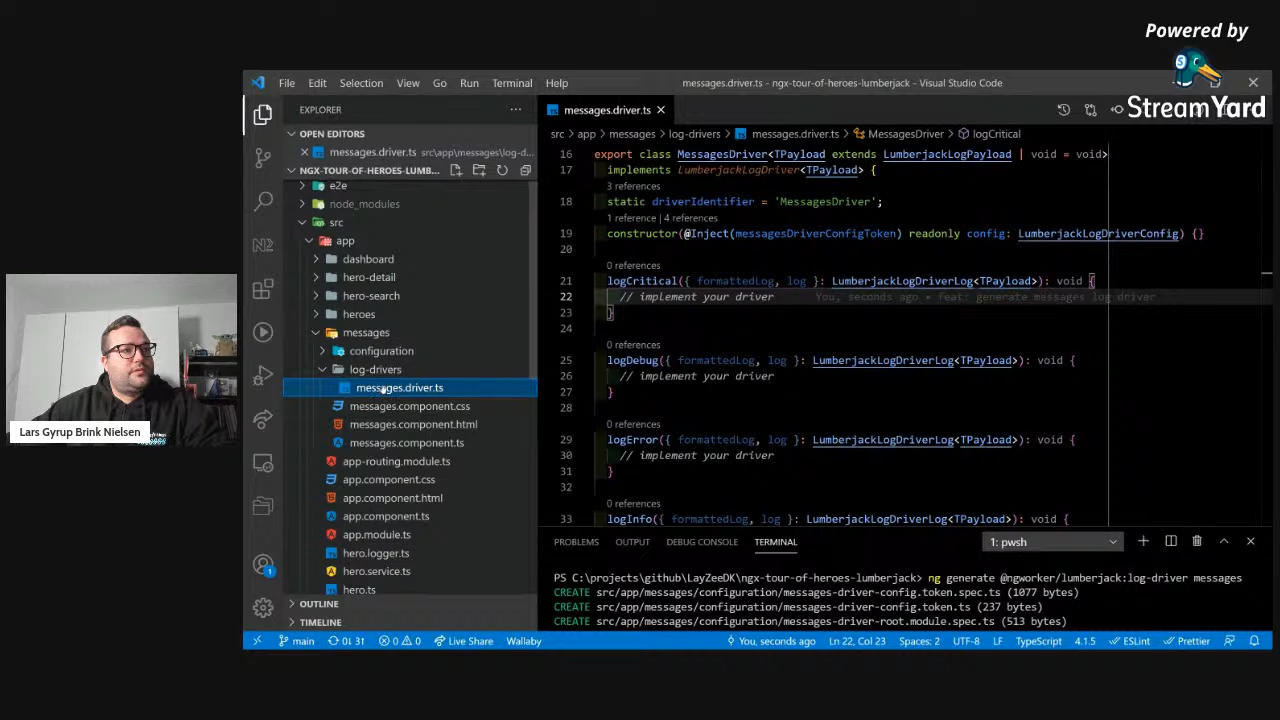 Powered by
StreamYard
File Edit Selection View Go Run Terminal Help
messages.driver.ts - ngx-tour-of-heroes-lumberjack - Visual Studio Code
EXPLORER
OPEN EDITORS
messages.driver.ts src\app\messages\log-d...
NGX-TOUR-OF-HEROES-LUMB...
e2e
node_modules
src
app
dashboard
hero-detail
hero-search
heroes
messages
configuration
log-drivers
messages.driver.ts
messages.component.css
messages.component.html
messages.component.ts
app-routing.module.ts
app.component.css
app.component.html
app.component.ts
app.module.ts
hero.logger.ts
hero.service.ts
hero.ts
OUTLINE
TIMELINE
messages.driver.ts
src > app > messages > log-drivers > messages.driver.ts > MessagesDriver > logCritical
16 export class MessagesDriver<TPayload extends LumberjackLogPayload | void = void>
17 implements LumberjackLogDriver<TPayload> {
3 references
18 static driverIdentifier = 'MessagesDriver';
1 reference | 4 references
19 constructor(@Inject(messagesDriverConfigToken) readonly config: LumberjackLogDriverConfig) {}
20
0 references
21 logCritical({ formattedLog, log }: LumberjackLogDriverLog<TPayload>): void {
22 // implement your driver You, seconds ago • feat: generate messages log driver
23 }
24
0 references
25 logDebug({ formattedLog, log }: LumberjackLogDriverLog<TPayload>): void {
26 // implement your driver
27 }
28
0 references
29 logError({ formattedLog, log }: LumberjackLogDriverLog<TPayload>): void {
30 // implement your driver
31 }
32
0 references
33 logInfo({ formattedLog, log }: LumberjackLogDriverLog<TPayload>): void {
PROBLEMS OUTPUT DEBUG CONSOLE TERMINAL
1: pwsh
PS C:\projects\github\LayZeeDK\ngx-tour-of-heroes-lumberjack> ng generate @ngworker/lumberjack:log-driver messages
CREATE src/app/messages/configuration/messages-driver-config.token.spec.ts (1077 bytes)
CREATE src/app/messages/configuration/messages-driver-config.token.ts (237 bytes)
CREATE src/app/messages/configuration/messages-driver-root.module.spec.ts (513 bytes)
1
main 0↓ 3↑ 0 0 Live Share Wallaby
You, seconds ago Ln 22, Col 23 Spaces: 2 UTF-8 LF TypeScript 4.1.5 ESLint Prettier
Lars Gyrup Brink Nielsen